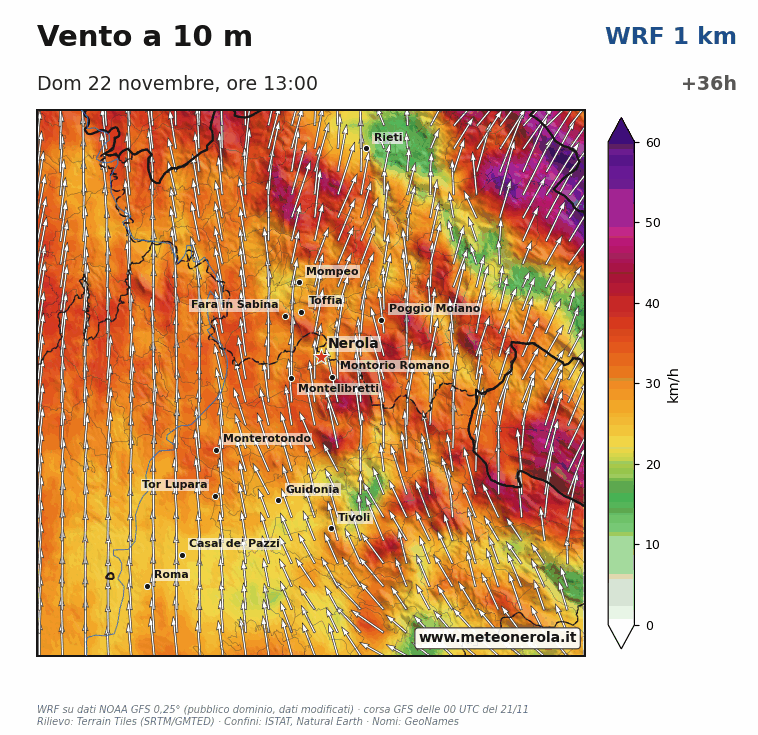 Vento a 10 m
WRF 1 km
Dom 22 novembre, ore 13:00
+36h
Rieti
Mompeo
Toffia
Fara in Sabina
Poggio Moiano
Nerola
Montorio Romano
Montelibretti
Monterotondo
Tor Lupara
Guidonia
Tivoli
Casal de' Pazzi
Roma
www.meteonerola.it
60
50
40
30
20
10
0
km/h
WRF su dati NOAA GFS 0,25° (pubblico dominio, dati modificati) · corsa GFS delle 00 UTC del 21/11
Rilievo: Terrain Tiles (SRTM/GMTED) · Confini: ISTAT, Natural Earth · Nomi: GeoNames